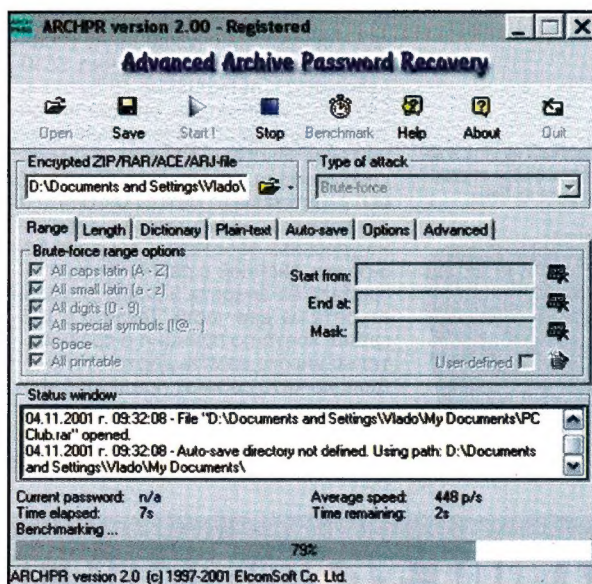 ARCHPR version 2.00 - Registered
Advanced Archive Password Recovery
Open Save Start ! Stop Benchmark Help About Quit
Encrypted ZIP/RAR/ACE/ARJ-file
Type of attack
D:\Documents and Settings\Vlado\
Brute-force
Range Length Dictionary Plain-text Auto-save Options Advanced
Brute-force range options
All caps latin (A - Z)
All small latin (a - z)
All digits (0 - 9)
All special symbols (!@...)
Space
All printable
Start from:
End at:
Mask:
User-defined
Status window
04.11.2001 г. 09:32:08 - File "D:\Documents and Settings\Vlado\My Documents\PC
Club.rar" opened.
04.11.2001 г. 09:32:08 - Auto-save directory not defined. Using path: D:\Documents
and Settings\Vlado\My Documents\
Current password: n/a Average speed: 448 p/s
Time elapsed: 7s Time remaining: 2s
Benchmarking ...
79%
ARCHPR version 2.0 (c) 1997-2001 ElcomSoft Co. Ltd.